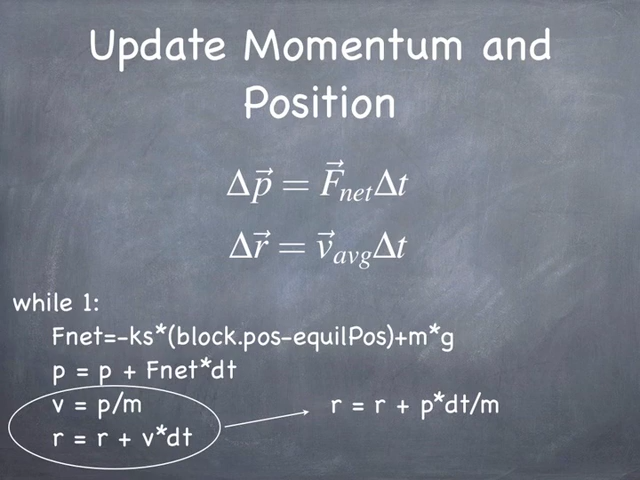 Update Momentum and
Position
Δp⃗ = F⃗netΔt
Δr⃗ = v⃗avgΔt
while 1:
Fnet=-ks*(block.pos-equilPos)+m*g
p = p + Fnet*dt
v = p/m
r = r + p*dt/m
r = r + v*dt